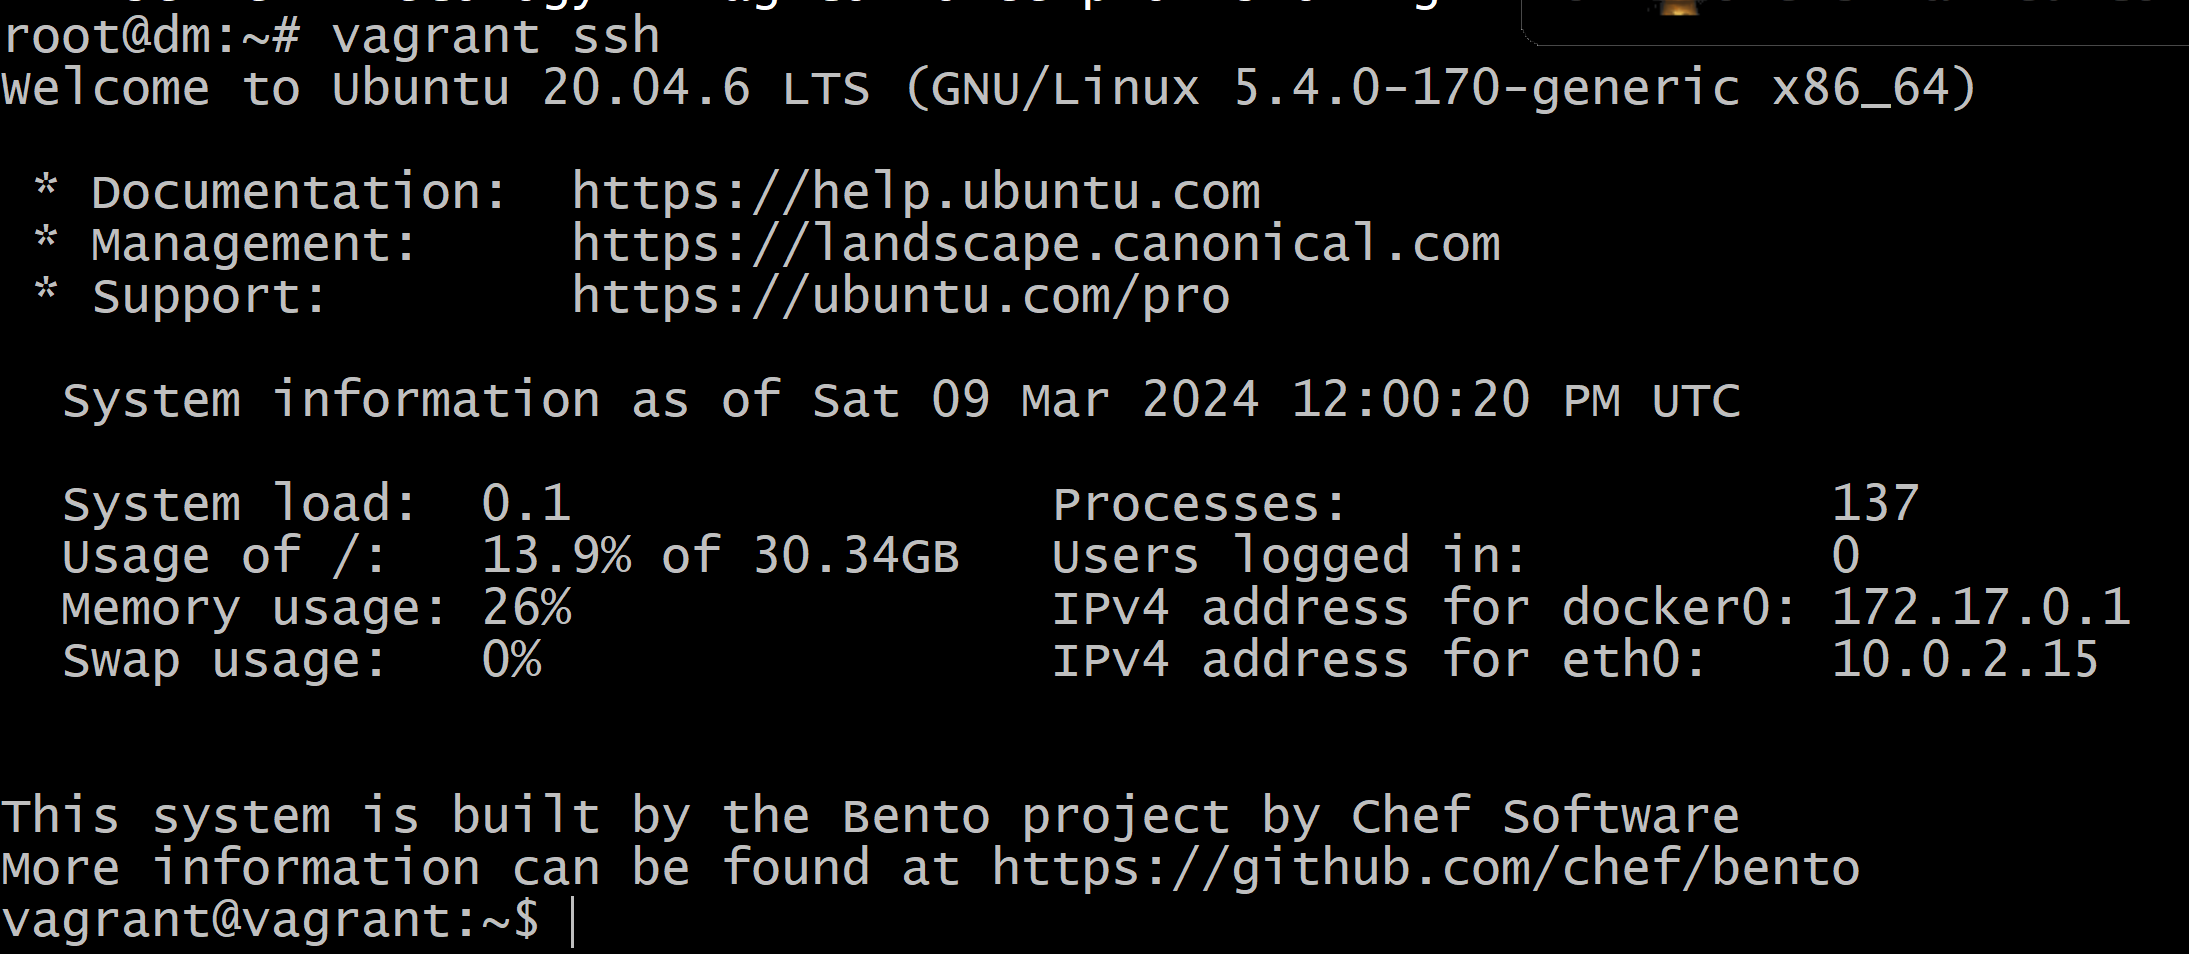 root@dm:~# vagrant ssh
Welcome to Ubuntu 20.04.6 LTS (GNU/Linux 5.4.0-170-generic x86_64)
* Documentation:  https://help.ubuntu.com
* Management:     https://landscape.canonical.com
* Support:        https://ubuntu.com/pro
System information as of Sat 09 Mar 2024 12:00:20 PM UTC
System load:  0.1                Processes:                137
Usage of /:   13.9% of 30.34GB   Users logged in:          0
Memory usage: 26%                IPv4 address for docker0: 172.17.0.1
Swap usage:   0%                 IPv4 address for eth0:    10.0.2.15
This system is built by the Bento project by Chef Software
More information can be found at https://github.com/chef/bento
vagrant@vagrant:~$